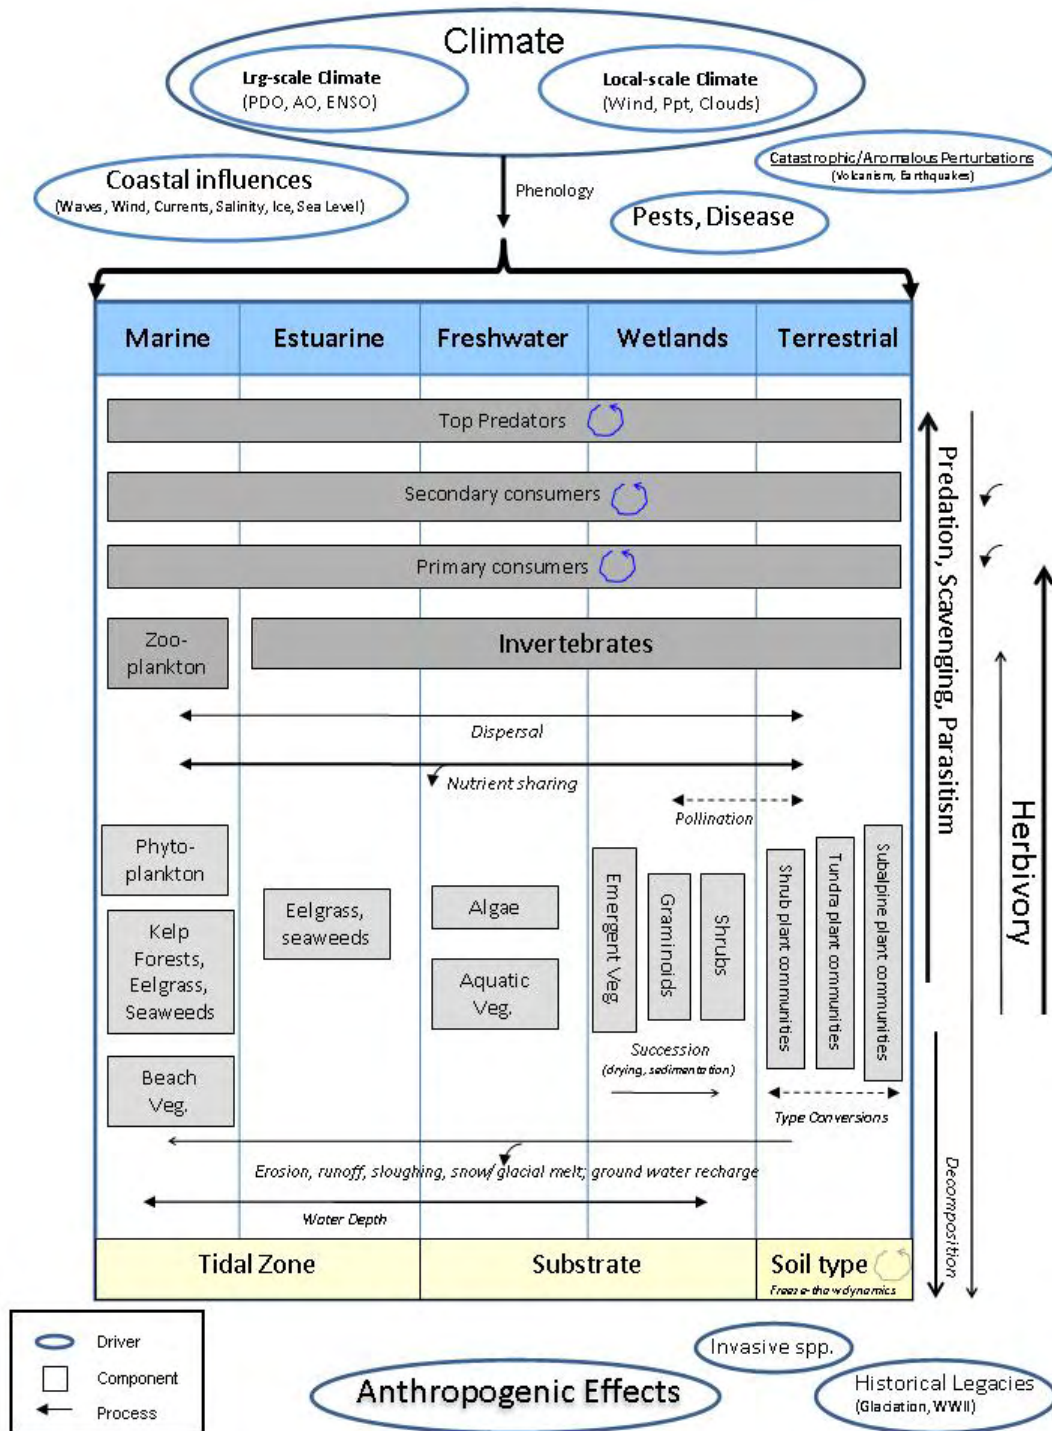 Climate
Lrg-scale Climate
(PDO, AO, ENSO)
Local-scale Climate
(Wind, Ppt, Clouds)
Catastrophic/Anomalous Perturbations
(Volcanism, Earthquakes)
Coastal influences
(Waves, Wind, Currents, Salinity, Ice, Sea Level)
Phenology
Pests, Disease
Marine
Estuarine
Freshwater
Wetlands
Terrestrial
Top Predators
Secondary consumers
Primary consumers
Zoo-
plankton
Invertebrates
Dispersal
Nutrient sharing
Pollination
Phyto-
plankton
Kelp
Forests,
Eelgrass,
Seaweeds
Beach
Veg.
Eelgrass,
seaweeds
Algae
Aquatic
Veg.
Emergent Veg
Graminoids
Shrubs
Shrub plant communities
Tundra plant communities
Subalpine plant communities
Succession
(drying, sedimentation)
Type Conversions
Erosion, runoff, sloughing, snow/ glacial melt; ground water recharge
Water Depth
Tidal Zone
Substrate
Soil type
Freeze-thaw dynamics
Predation, Scavenging, Parasitism
Herbivory
Decomposition
Driver
Component
Process
Invasive spp.
Anthropogenic Effects
Historical Legacies
(Glaciation, WWII)